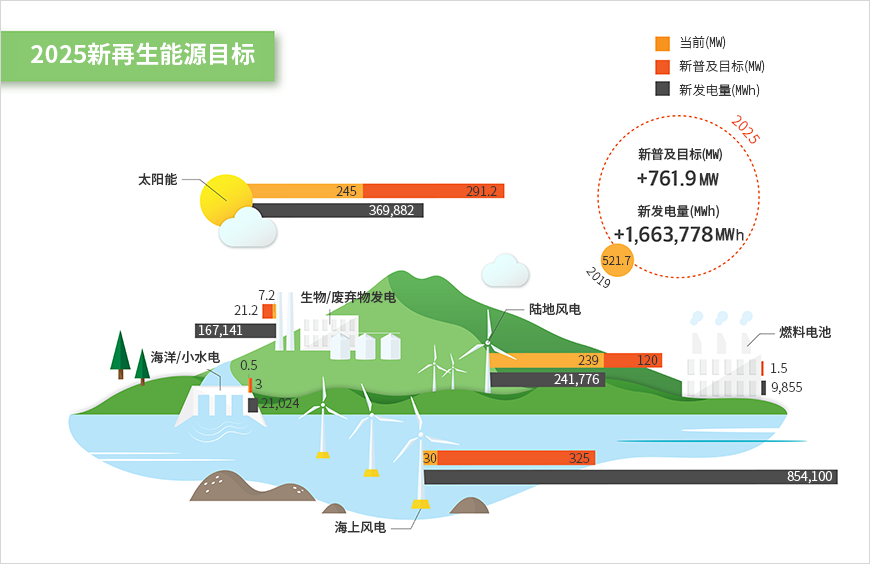 2025新再生能源目标
当前(MW)
新普及目标(MW)
新发电量(MWh)
2025
新普及目标(MW)
+761.9 MW
新发电量(MWh)
+1,663,778MWh
521.7
2019
太阳能
245
291.2
369,882
7.2
21.2
生物/废弃物发电
167,141
陆地风电
239
120
241,776
燃料电池
1.5
9,855
海洋/小水电
0.5
3
21,024
30
325
854,100
海上风电